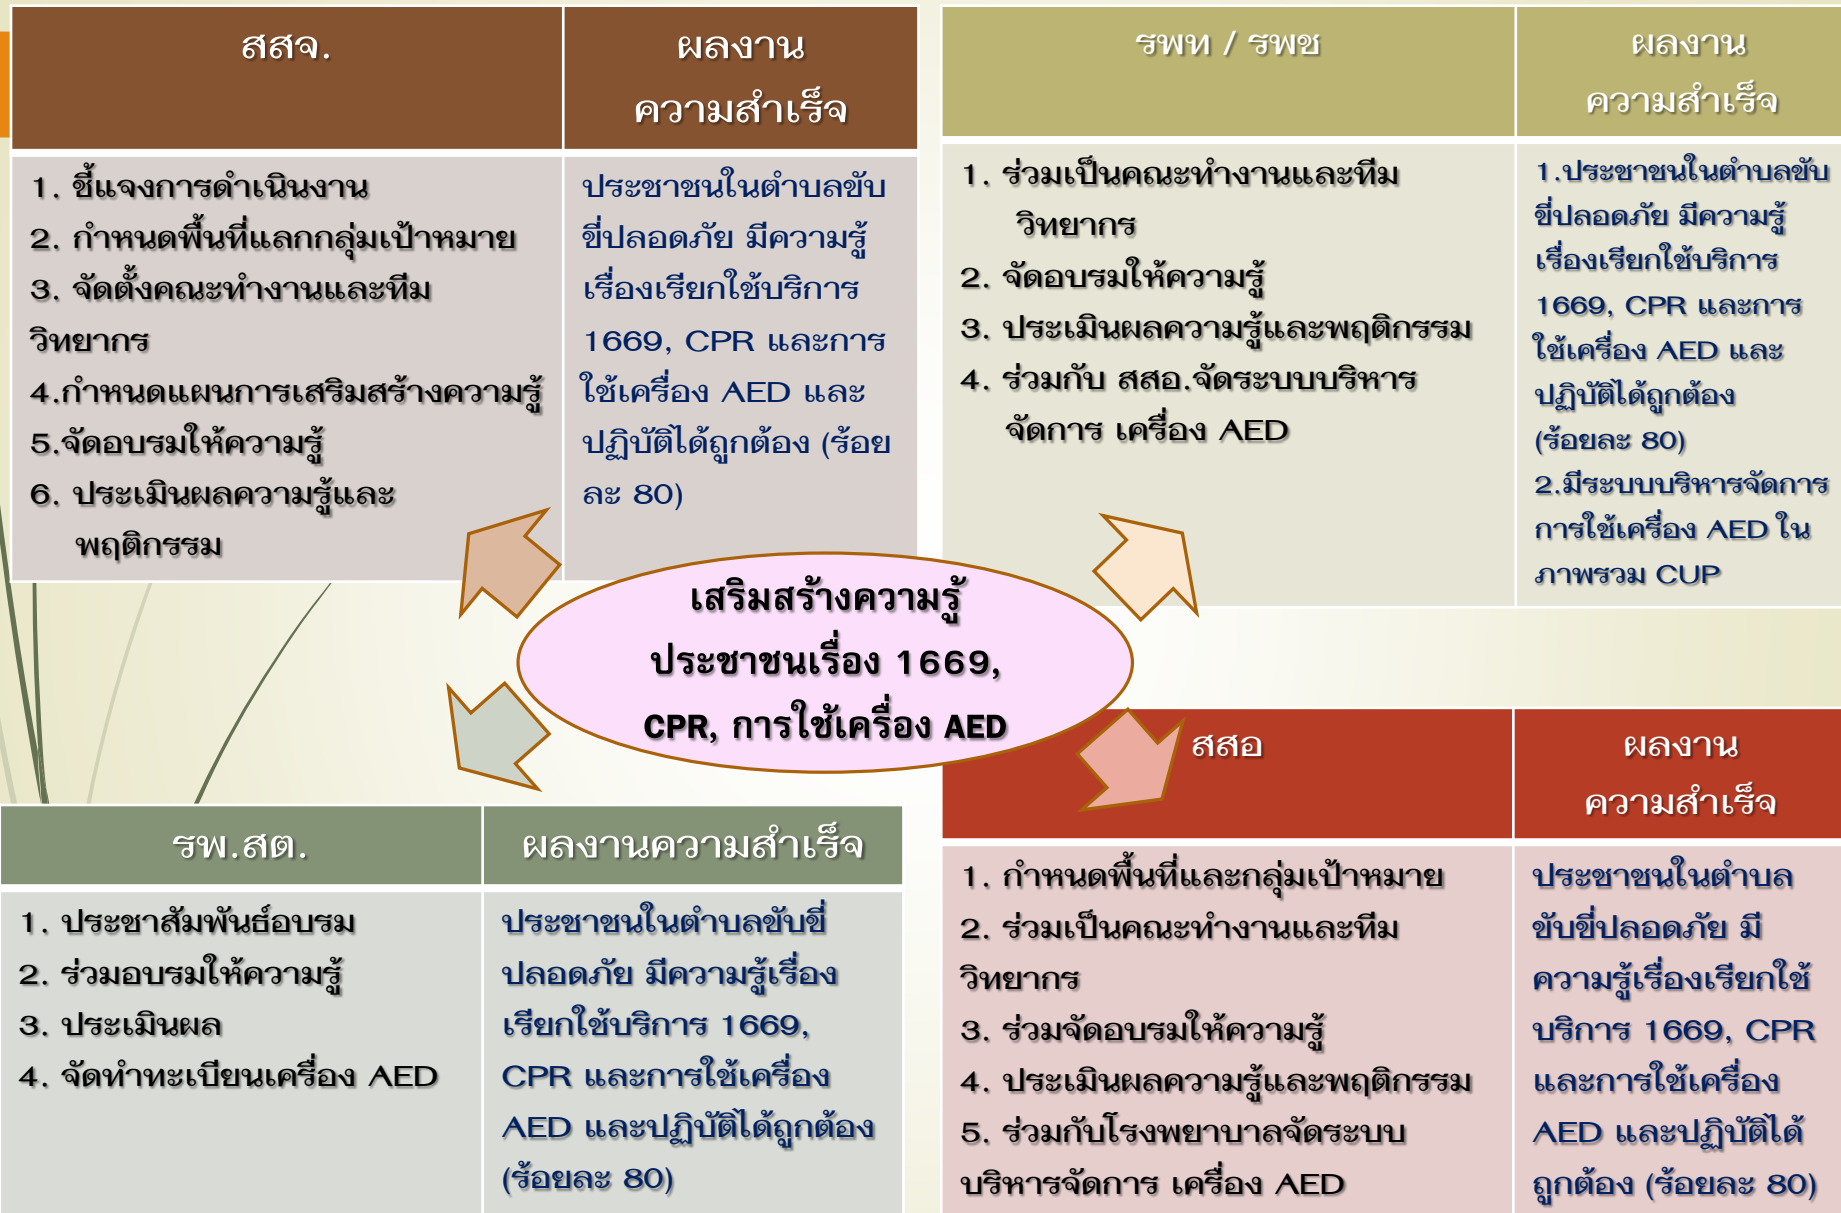 สสจ.
ผลงาน
ความสำเร็จ
1. ชี้แจงการดำเนินงาน
2. กำหนดพื้นที่แลกกลุ่มเป้าหมาย
3. จัดตั้งคณะทำงานและทีม
วิทยากร
4.กำหนดแผนการเสริมสร้างความรู้
5.จัดอบรมให้ความรู้
6. ประเมินผลความรู้และ
พฤติกรรม
ประชาชนในตำบลขับ
ขี่ปลอดภัย มีความรู้
เรื่องเรียกใช้บริการ
1669, CPR และการ
ใช้เครื่อง AED และ
ปฏิบัติได้ถูกต้อง (ร้อย
ละ 80)
รพท / รพช
ผลงาน
ความสำเร็จ
1. ร่วมเป็นคณะทำงานและทีม
วิทยากร
2. จัดอบรมให้ความรู้
3. ประเมินผลความรู้และพฤติกรรม
4. ร่วมกับ สสอ.จัดระบบบริหาร
จัดการ เครื่อง AED
1.ประชาชนในตำบลขับ
ขี่ปลอดภัย มีความรู้
เรื่องเรียกใช้บริการ
1669, CPR และการ
ใช้เครื่อง AED และ
ปฏิบัติได้ถูกต้อง
(ร้อยละ 80)
2.มีระบบบริหารจัดการ
การใช้เครื่อง AED ใน
ภาพรวม CUP
เสริมสร้างความรู้
ประชาชนเรื่อง 1669,
CPR, การใช้เครื่อง AED
รพ.สต.
ผลงานความสำเร็จ
1. ประชาสัมพันธ์อบรม
2. ร่วมอบรมให้ความรู้
3. ประเมินผล
4. จัดทำทะเบียนเครื่อง AED
ประชาชนในตำบลขับขี่
ปลอดภัย มีความรู้เรื่อง
เรียกใช้บริการ 1669,
CPR และการใช้เครื่อง
AED และปฏิบัติได้ถูกต้อง
(ร้อยละ 80)
สสอ
ผลงาน
ความสำเร็จ
1. กำหนดพื้นที่และกลุ่มเป้าหมาย
2. ร่วมเป็นคณะทำงานและทีม
วิทยากร
3. ร่วมจัดอบรมให้ความรู้
4. ประเมินผลความรู้และพฤติกรรม
5. ร่วมกับโรงพยาบาลจัดระบบ
บริหารจัดการ เครื่อง AED
ประชาชนในตำบล
ขับขี่ปลอดภัย มี
ความรู้เรื่องเรียกใช้
บริการ 1669, CPR
และการใช้เครื่อง
AED และปฏิบัติได้
ถูกต้อง (ร้อยละ 80)